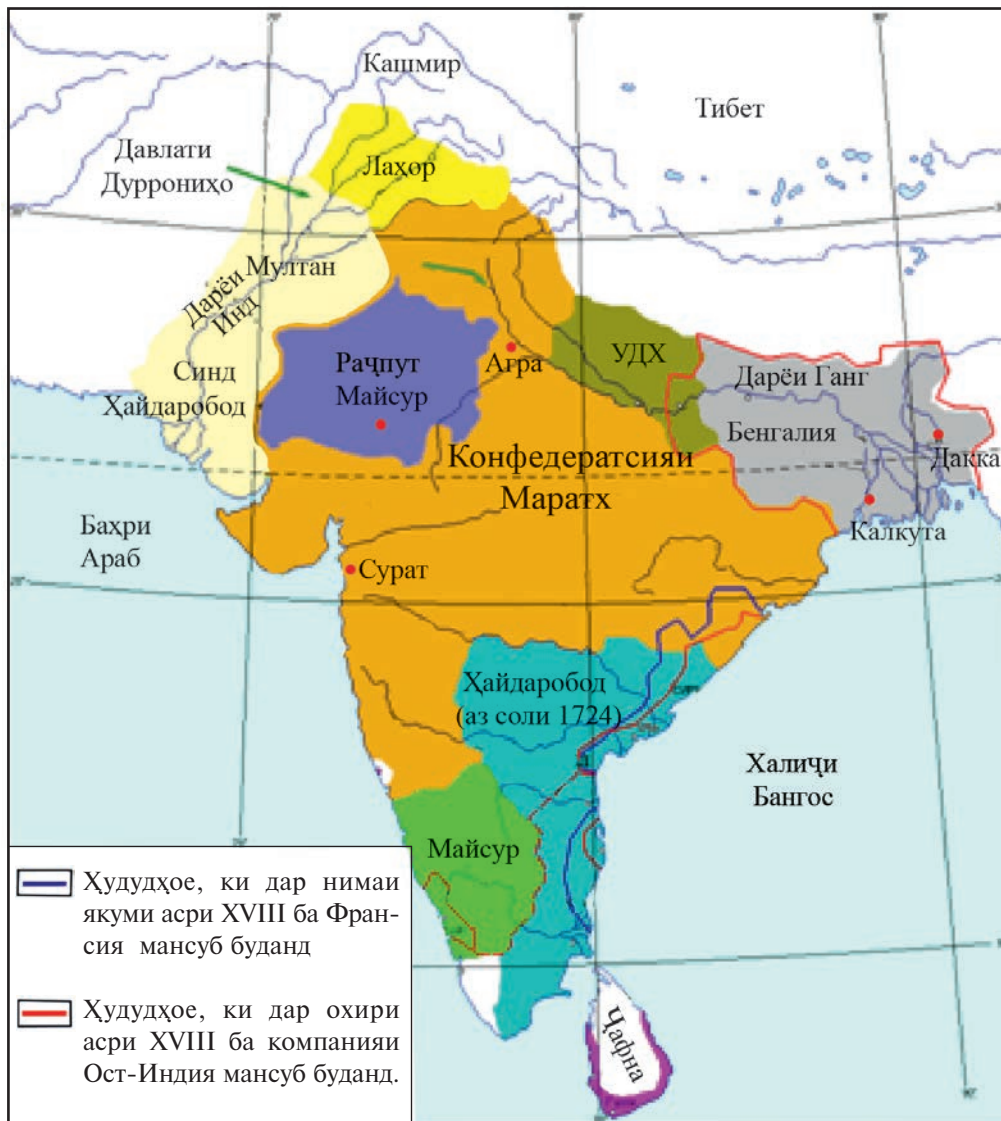 Кашмир
Тибет
Давлати
Дуррониҳо
Лаҳор
Мултан
Дарёи
Инд
Синд
Ҳайдаробод
Раҷпут
Майсур
Агра
УДХ
Дарёи Ганг
Бенгалия
Дакка
Калкута
Конфедератсияи
Маратх
Баҳри
Араб
Сурат
Ҳайдаробод
(аз соли 1724)
Халиҷи
Бангос
Майсур
Ҷафна
Ҳудудҳое, ки дар нимаи
якуми асри XVIII ба Фран-
сия мансуб буданд
Ҳудудҳое, ки дар охири
асри XVIII ба компанияи
Ост-Индия мансуб буданд.